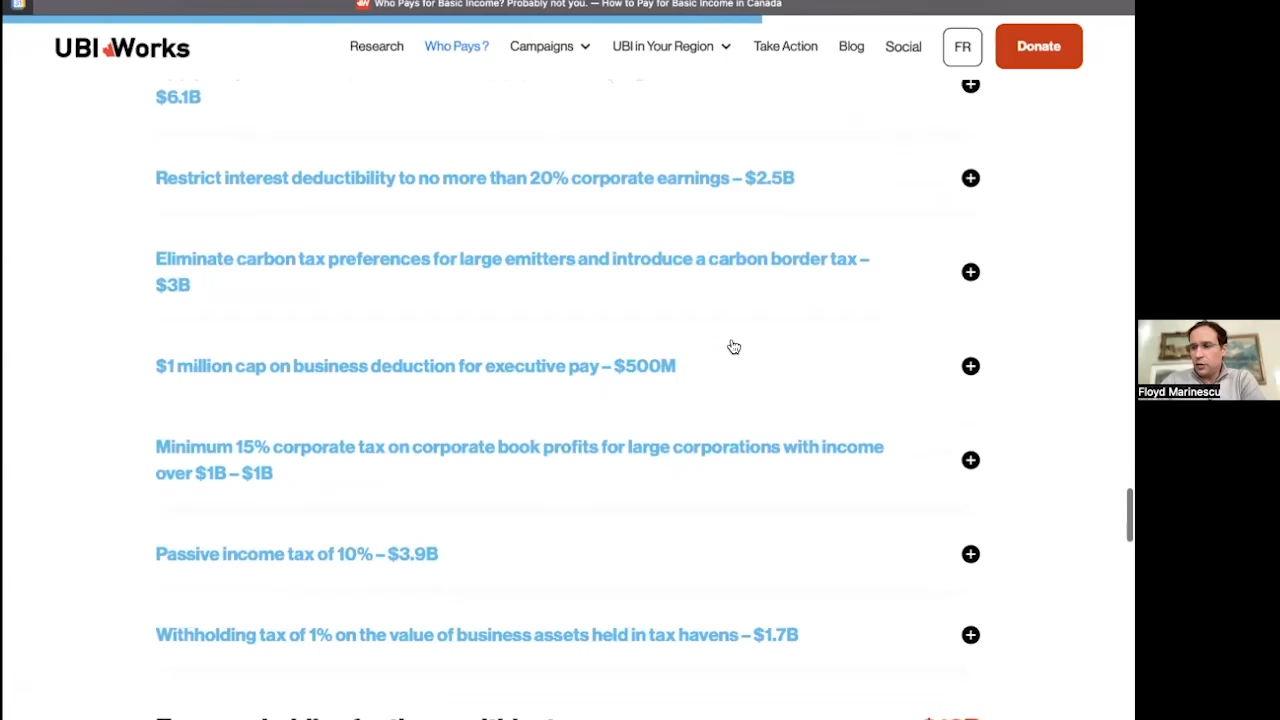 Who Pays for Basic Income? Probably not you. — How to Pay for Basic Income in Canada
UBI Works
Research
Who Pays?
Campaigns
UBI in Your Region
Take Action
Blog
Social
FR
Donate
$6.1B
Restrict interest deductibility to no more than 20% corporate earnings – $2.5B
Eliminate carbon tax preferences for large emitters and introduce a carbon border tax –
$3B
$1 million cap on business deduction for executive pay – $500M
Minimum 15% corporate tax on corporate book profits for large corporations with income
over $1B – $1B
Passive income tax of 10% – $3.9B
Withholding tax of 1% on the value of business assets held in tax havens – $1.7B
Floyd Marinescu